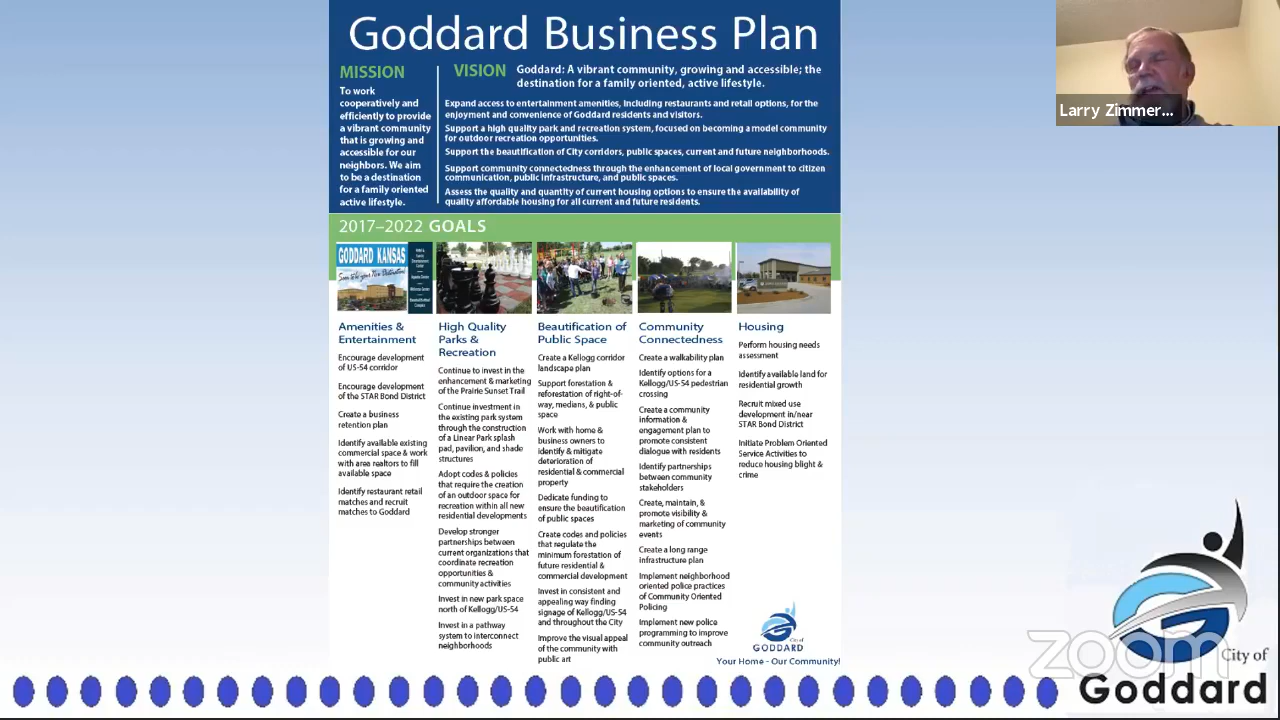 Goddard Business Plan
MISSION
To work
cooperatively and
efficiently to provide
a vibrant community
that is growing and
accessible for our
neighbors. We aim
to be a destination
for a family oriented
active lifestyle.
VISION
Goddard: A vibrant community, growing and accessible; the
destination for a family oriented, active lifestyle.
Expand access to entertainment amenities, including restaurants and retail options, for the
enjoyment and convenience of Goddard residents and visitors.
Support a high quality park and recreation system, focused on becoming a model community
for outdoor recreation opportunities.
Support the beautification of City corridors, public spaces, current and future neighborhoods.
Support community connectedness through the enhancement of local government to citizen
communication, public infrastructure, and public spaces.
Assess the quality and quantity of current housing options to ensure the availability of
quality affordable housing for all current and future residents.
Larry Zimmer...
2017–2022 GOALS
GODDARD KANSAS
Amenities &
Entertainment
Encourage development
of US-54 corridor
Encourage development
of the STAR Bond District
Create a business
retention plan
Identify available existing
commercial space & work
with area realtors to fill
available space
Identify restaurant retail
matches and recruit
matches to Goddard
High Quality
Parks &
Recreation
Continue to invest in the
enhancement & marketing
of the Prairie Sunset Trail
Continue investment in
the existing park system
through the construction
of a Linear Park splash
pad, pavilion, and shade
structures
Adopt codes & policies
that require the creation
of an outdoor space for
recreation within all new
residential developments
Develop stronger
partnerships between
current organizations that
coordinate recreation
opportunities &
community activities
Invest in new park space
north of Kellogg/US-54
Invest in a pathway
system to interconnect
neighborhoods
Beautification of
Public Space
Create a Kellogg corridor
landscape plan
Support forestation &
reforestation of right-of-
way, medians, & public
space
Work with home &
business owners to
identify & mitigate
deterioration of
residential & commercial
property
Dedicate funding to
ensure the beautification
of public spaces
Create codes and policies
that regulate the
minimum forestation of
future residential &
commercial development
Invest in consistent and
appealing way finding
signage of Kellogg/US-54
and throughout the City
Improve the visual appeal
of the community with
public art
Community
Connectedness
Create a walkability plan
Identify options for a
Kellogg/US-54 pedestrian
crossing
Create a community
information &
engagement plan to
promote consistent
dialogue with residents
Identify partnerships
between community
stakeholders
Create, maintain, &
promote visibility &
marketing of community
events
Create a long range
infrastructure plan
Implement neighborhood
oriented police practices
of Community Oriented
Policing
Implement new police
programming to improve
community outreach
Housing
Perform housing needs
assessment
Identify available land for
residential growth
Recruit mixed use
development in/near
STAR Bond District
Initiate Problem Oriented
Service Activities to
reduce housing blight &
crime
City of
GODDARD
Your Home - Our Community!
zoom
City of
Goddard